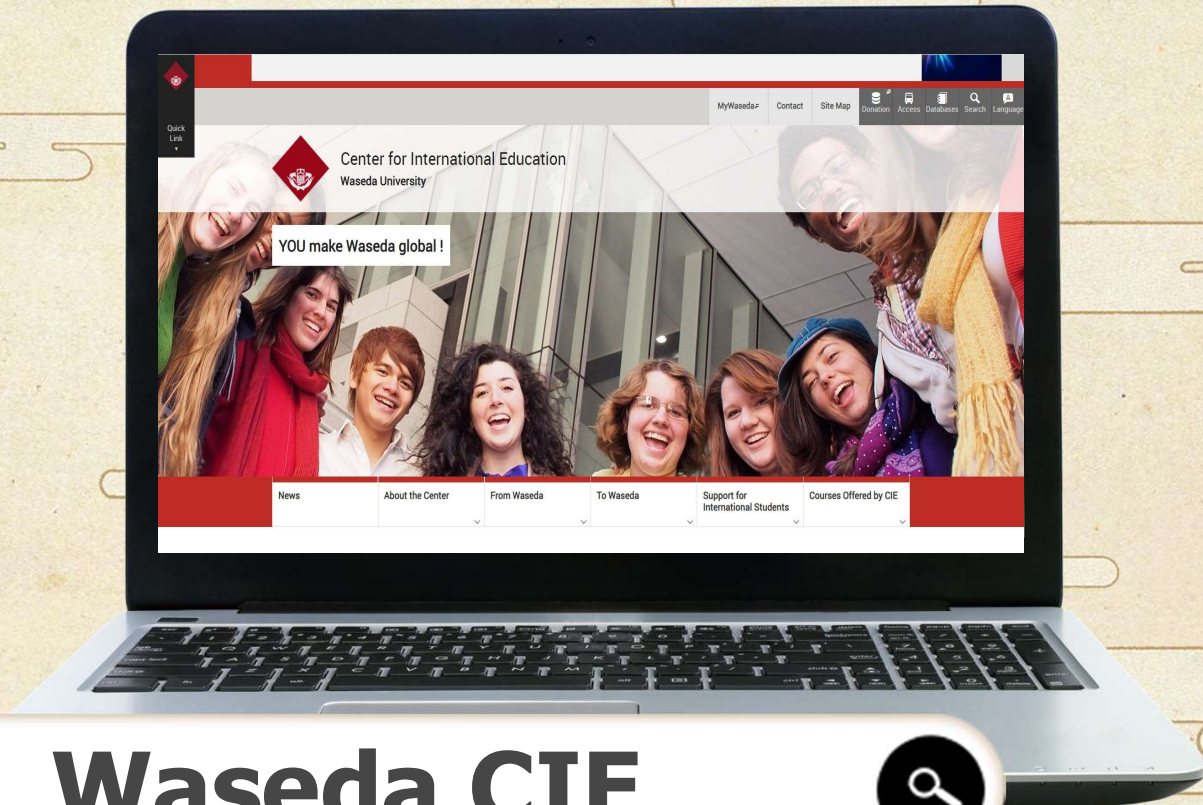 Quick
Link
MyWaseda
Contact
Site Map
Donation
Access
Databases
Search
Language
Center for International Education
Waseda University
YOU make Waseda global !
News
About the Center
From Waseda
To Waseda
Support for
International Students
Courses Offered by CIE
Waseda CIE